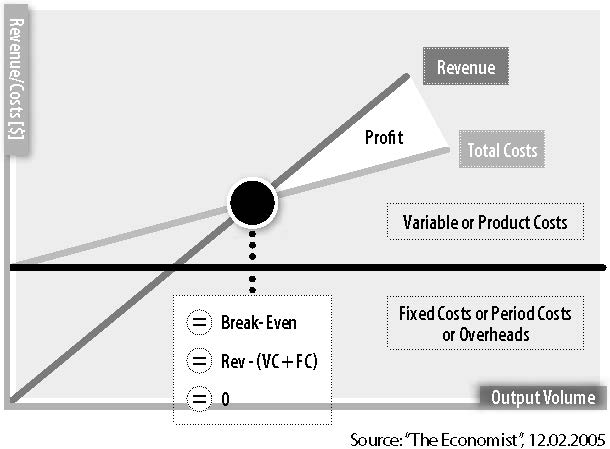 Revenue/Costs [$]
Revenue
Profit
Total Costs
Variable or Product Costs
Fixed Costs or Period Costs
or Overheads
= Break-Even
= Rev - (VC + FC)
= 0
Output Volume
Source: "The Economist", 12.02.2005